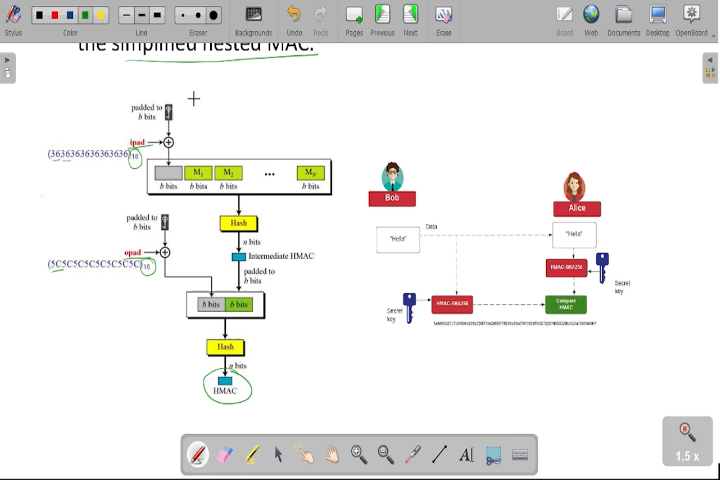 Stylus
Color
Line
Eraser
Backgrounds
Undo
Redo
Pages
Previous
Next
Erase
Board
Web
Documents
Desktop
OpenBoard
the simplified nested MAC.
padded to
b bits
ipad
(3636363636363636)16
M1
M2
...
MN
b bits
b bits
b bits
b bits
Hash
n bits
Intermediate HMAC
padded to
b bits
padded to
b bits
opad
(5C5C5C5C5C5C5C5C)16
b bits
b bits
Hash
n bits
HMAC
Bob
Alice
"Hello"
Data
"Hello"
HMAC-SHA256
Secret
key
Secret
key
HMAC-SHA256
Compare
HMAC
1.5 x